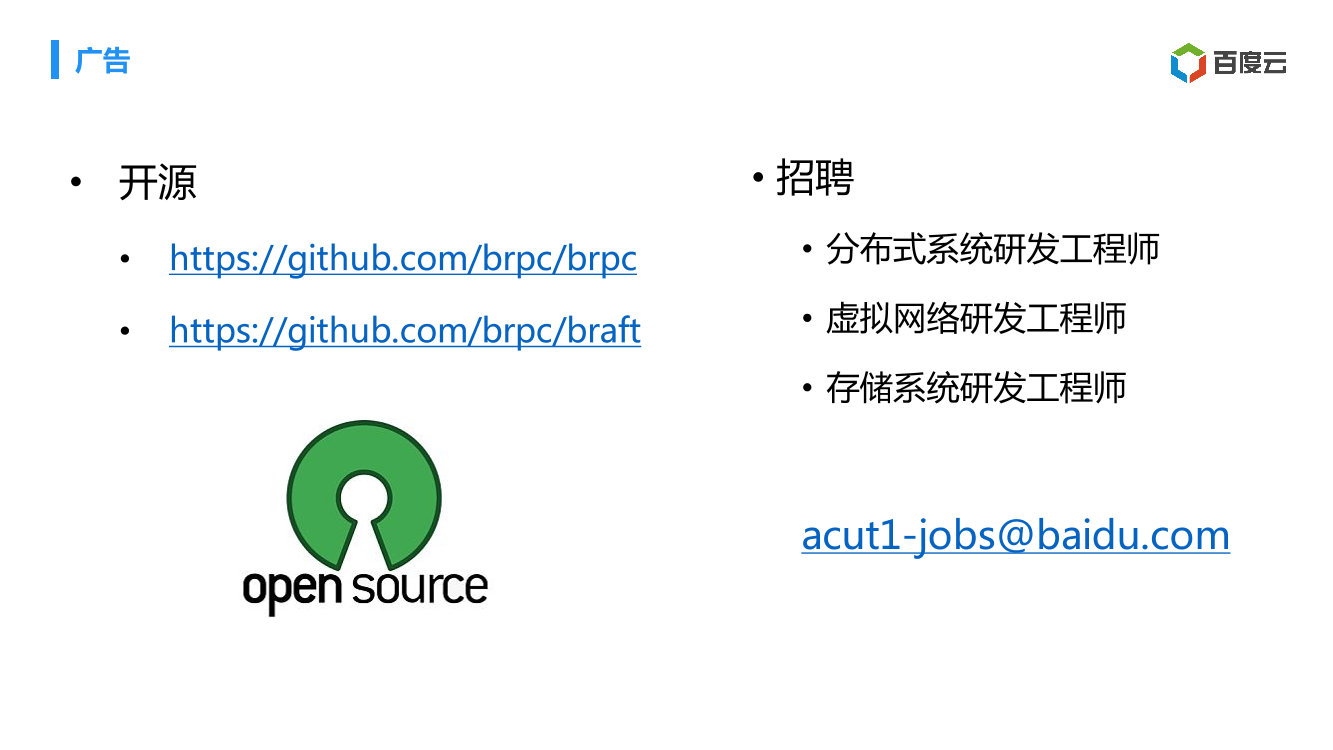 广告
百度云
• 开源
• https://github.com/brpc/brpc
• https://github.com/brpc/braft
open source
• 招聘
• 分布式系统研发工程师
• 虚拟网络研发工程师
• 存储系统研发工程师
acut1-jobs@baidu.com